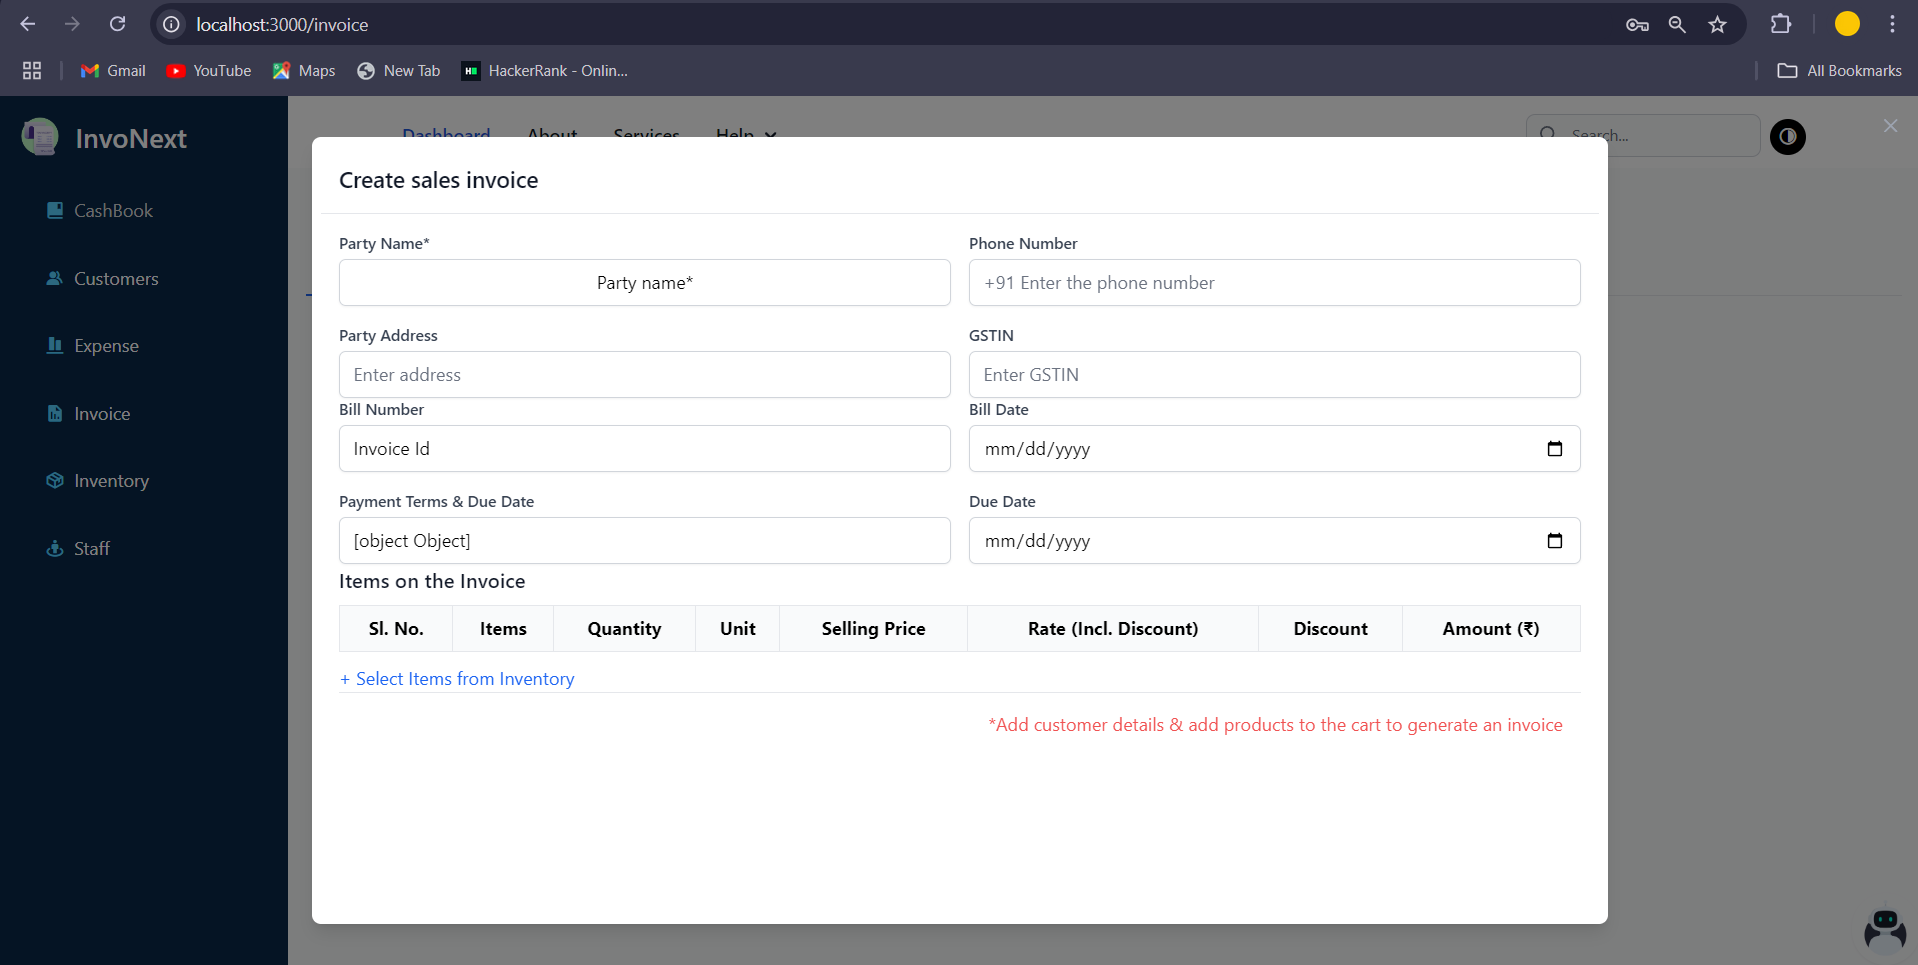 localhost:3000/invoice
Gmail YouTube Maps New Tab HackerRank - Onlin... All Bookmarks
InvoNext
Dashboard About Services Help Search...
CashBook
Customers
Expense
Invoice
Inventory
Staff
Create sales invoice
Party Name* Phone Number
Party name* +91 Enter the phone number
Party Address GSTIN
Enter address Enter GSTIN
Bill Number Bill Date
Invoice Id mm/dd/yyyy
Payment Terms & Due Date Due Date
[object Object] mm/dd/yyyy
Items on the Invoice
Sl. No. Items Quantity Unit Selling Price Rate (Incl. Discount) Discount Amount (₹)
+ Select Items from Inventory
*Add customer details & add products to the cart to generate an invoice